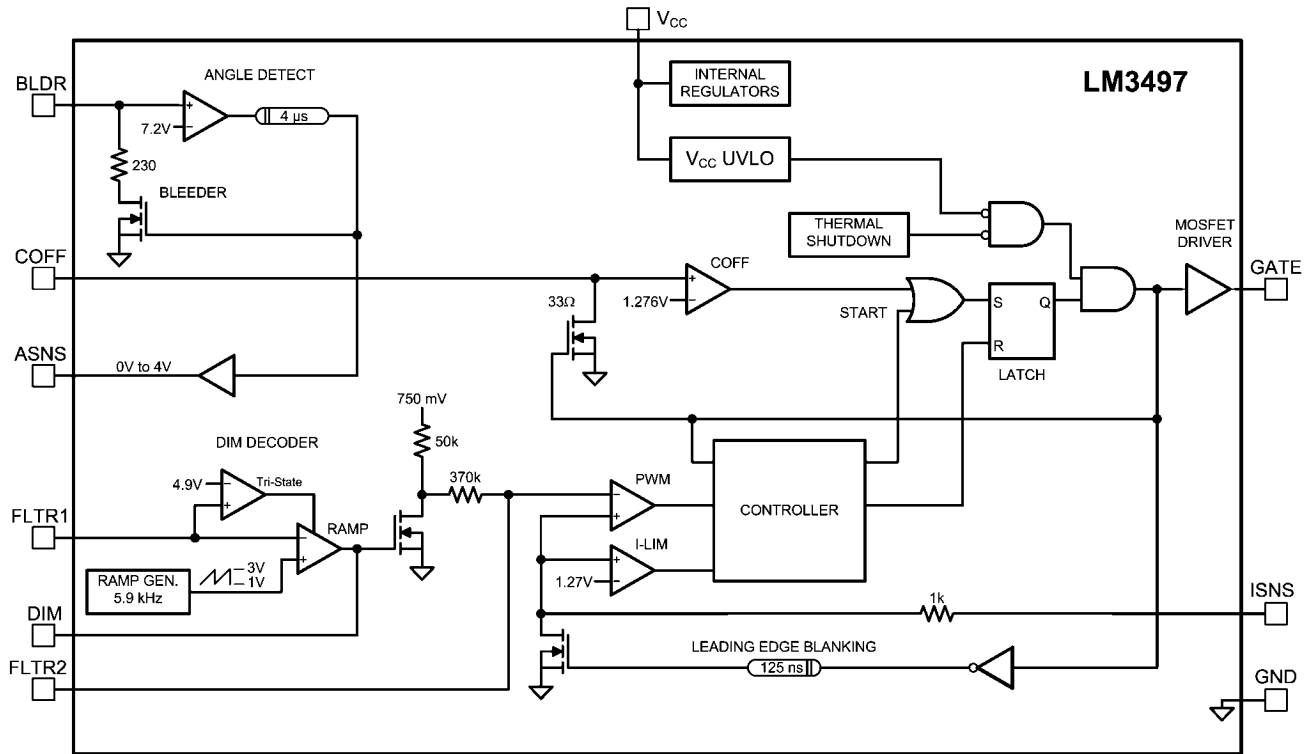 VCC
LM3497
BLDR
ANGLE DETECT
INTERNAL
REGULATORS
+
7.2V
−
4 µs
230
BLEEDER
VCC UVLO
THERMAL
SHUTDOWN
MOSFET
DRIVER
COFF
COFF
GATE
+
1.276V
−
33Ω
START
S
Q
R
LATCH
ASNS
0V to 4V
750 mV
50k
DIM DECODER
370k
4.9V
−
+
Tri-State
PWM
−
+
CONTROLLER
FLTR1
RAMP
−
+
I-LIM
+
1.27V
−
RAMP GEN.
5.9 kHz
3V
1V
1k
ISNS
DIM
LEADING EDGE BLANKING
125 ns
FLTR2
GND